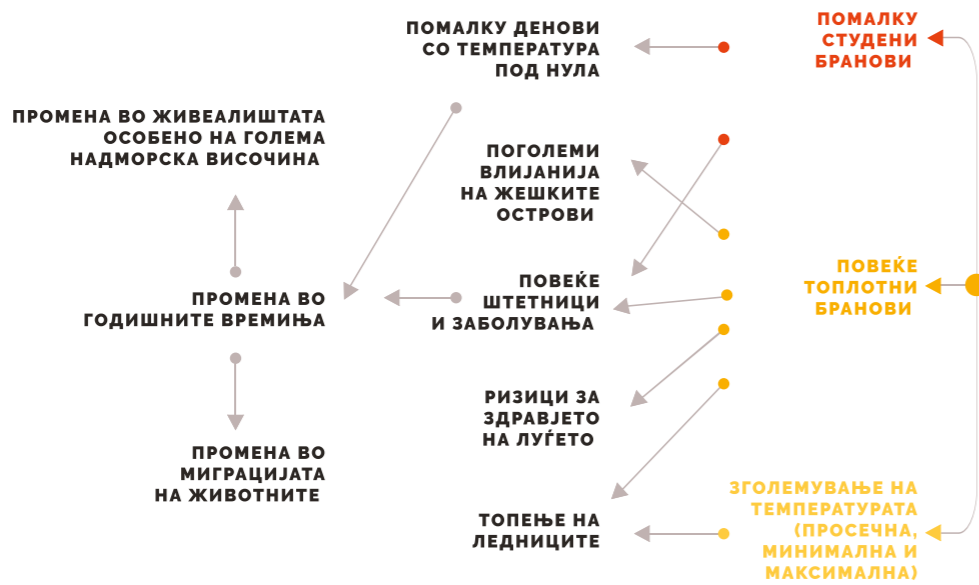 ПОМАЛКУ ДЕНОВИ
СО ТЕМПЕРАТУРА
ПОД НУЛА
ПОМАЛКУ
СТУДЕНИ
БРАНОВИ
ПРОМЕНА ВО ЖИВЕАЛИШТАТА
ОСОБЕНО НА ГОЛЕМА
НАДМОРСКА ВИСОЧИНА
ПОГОЛЕМИ
ВЛИЈАНИЈА
НА ЖЕШКИТЕ
ОСТРОВИ
ПОВЕЌЕ
ТОПЛОТНИ
БРАНОВИ
ПРОМЕНА ВО
ГОДИШНИТЕ ВРЕМИЊА
ПОВЕЌЕ
ШТЕТНИЦИ
И ЗАБОЛУВАЊА
РИЗИЦИ ЗА
ЗДРАВЈЕТО
НА ЛУЃЕТО
ПРОМЕНА ВО
МИГРАЦИЈАТА
НА ЖИВОТНИТЕ
ТОПЕЊЕ НА
ЛЕДНИЦИТЕ
ЗГОЛЕМУВАЊЕ НА
ТЕМПЕРАТУРАТА
(ПРОСЕЧНА,
МИНИМАЛНА И
МАКСИМАЛНА)